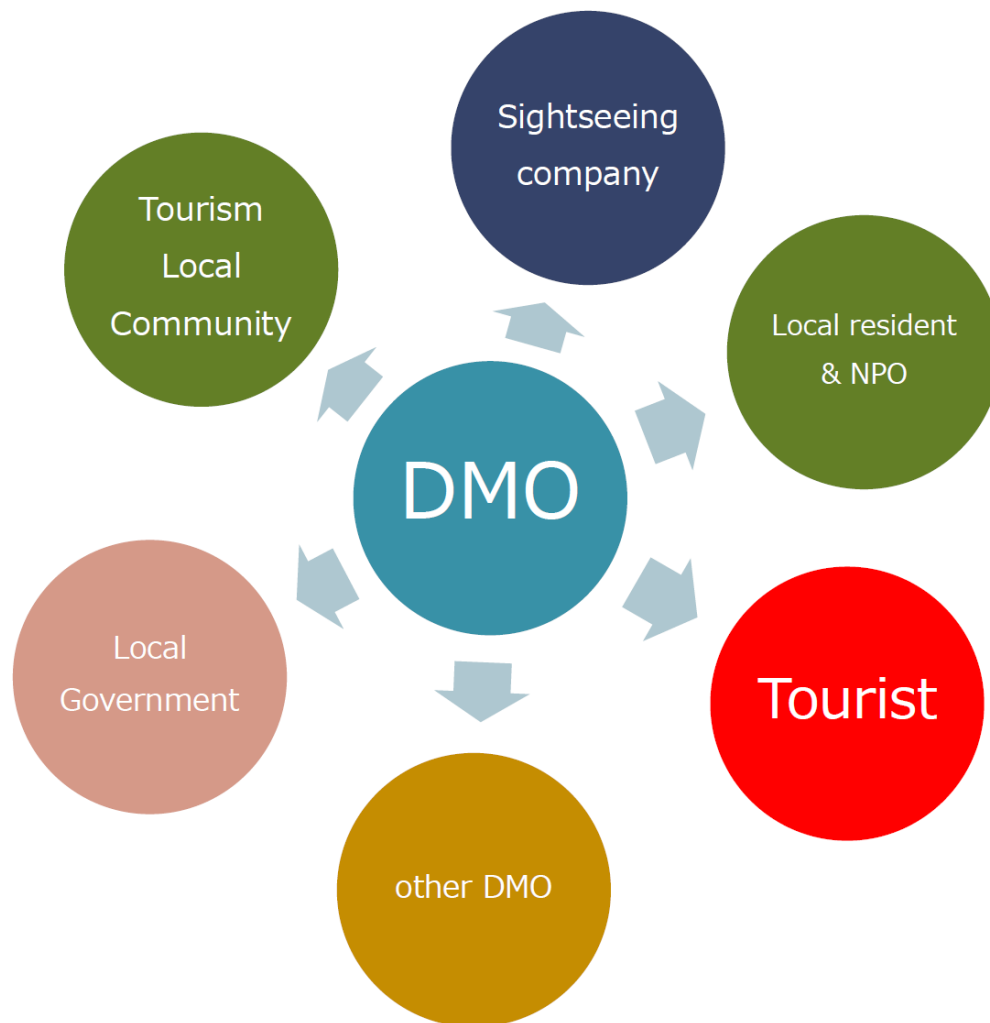 Sightseeing
company
Tourism
Local
Community
Local resident
& NPO
DMO
Local
Government
Tourist
other DMO